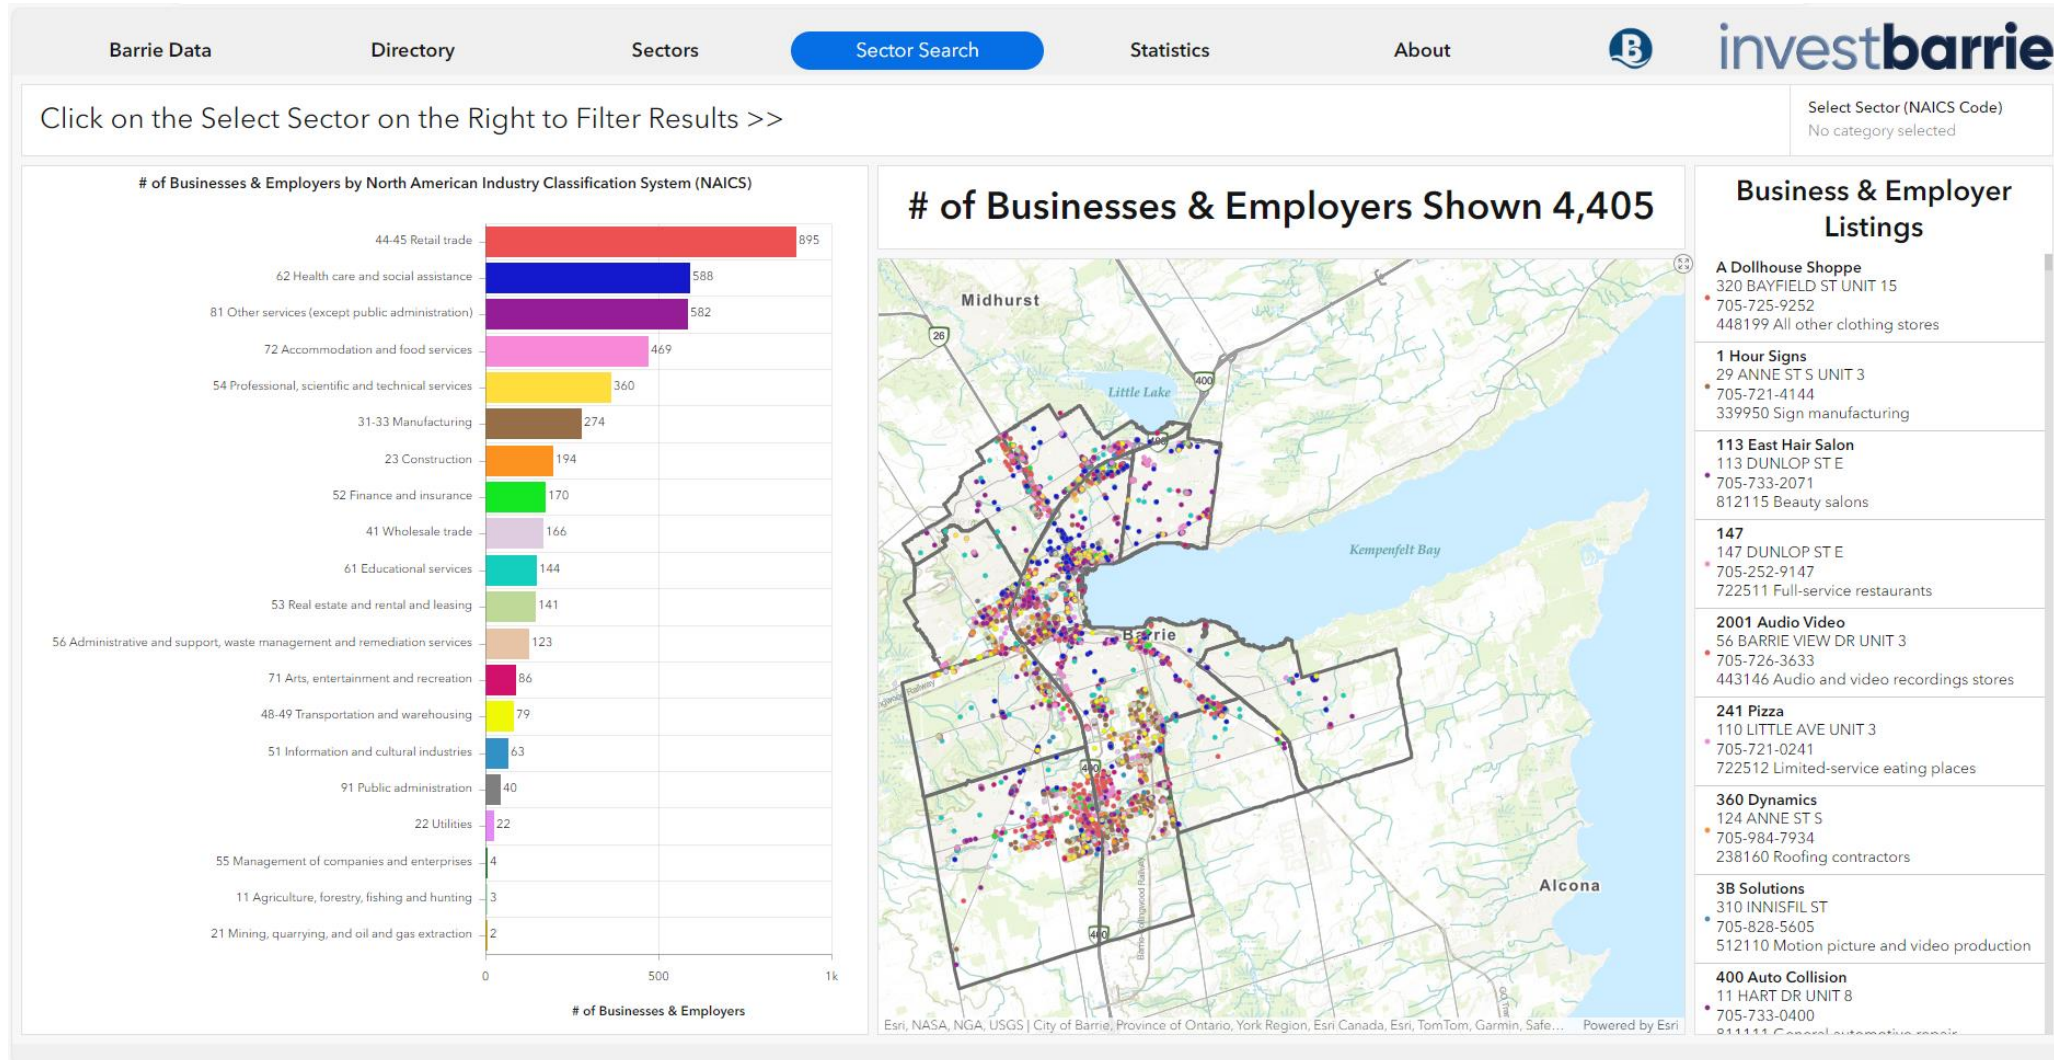 Barrie Data
Directory
Sectors
Sector Search
Statistics
About
B
investbarrie
Click on the Select Sector on the Right to Filter Results >>
Select Sector (NAICS Code)
No category selected
# of Businesses & Employers by North American Industry Classification System (NAICS)
44-45 Retail trade 895
62 Health care and social assistance 588
81 Other services (except public administration) 582
72 Accommodation and food services 469
54 Professional, scientific and technical services 360
31-33 Manufacturing 274
23 Construction 194
52 Finance and insurance 170
41 Wholesale trade 166
61 Educational services 144
53 Real estate and rental and leasing 141
56 Administrative and support, waste management and remediation services 123
71 Arts, entertainment and recreation 86
48-49 Transportation and warehousing 79
51 Information and cultural industries 63
91 Public administration 40
22 Utilities 22
55 Management of companies and enterprises 4
11 Agriculture, forestry, fishing and hunting 3
21 Mining, quarrying, and oil and gas extraction 2
0 500 1k
# of Businesses & Employers
# of Businesses & Employers Shown 4,405
Midhurst
26
Little Lake
400
400
Kempenfelt Bay
Barrie
Railway
400
Alcona
400
Barrie Collingwood Railway
Esri, NASA, NGA, USGS | City of Barrie, Province of Ontario, York Region, Esri Canada, Esri, TomTom, Garmin, Safe...
Powered by Esri
Business & Employer
Listings
A Dollhouse Shoppe
320 BAYFIELD ST UNIT 15
705-725-9252
448199 All other clothing stores
1 Hour Signs
29 ANNE ST S UNIT 3
705-721-4144
339950 Sign manufacturing
113 East Hair Salon
113 DUNLOP ST E
705-733-2071
812115 Beauty salons
147
147 DUNLOP ST E
705-252-9147
722511 Full-service restaurants
2001 Audio Video
56 BARRIE VIEW DR UNIT 3
705-726-3633
443146 Audio and video recordings stores
241 Pizza
110 LITTLE AVE UNIT 3
705-721-0241
722512 Limited-service eating places
360 Dynamics
124 ANNE ST S
705-984-7934
238160 Roofing contractors
3B Solutions
310 INNISFIL ST
705-828-5605
512110 Motion picture and video production
400 Auto Collision
11 HART DR UNIT 8
705-733-0400
811111 General automotive repair